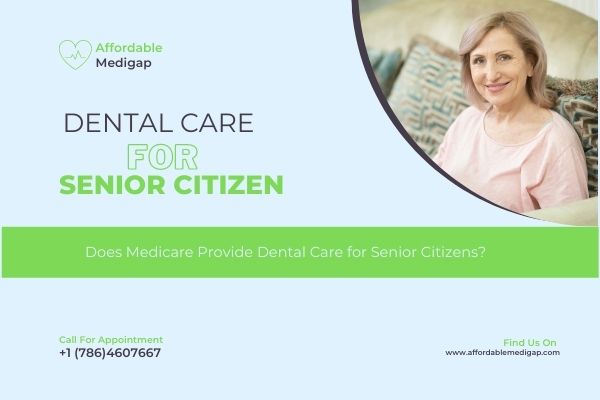 Affordable
Medigap
DENTAL CARE
FOR
SENIOR CITIZEN
Does Medicare Provide Dental Care for Senior Citizens?
Call For Appointment
+1 (786)4607667
Find Us On
www.affordablemedigap.com